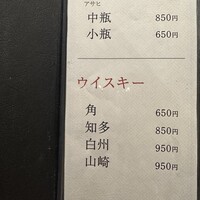 アサヒ
中瓶 850円
小瓶 650円
ウイスキー
角 650円
知多 850円
白州 950円
山崎 950円